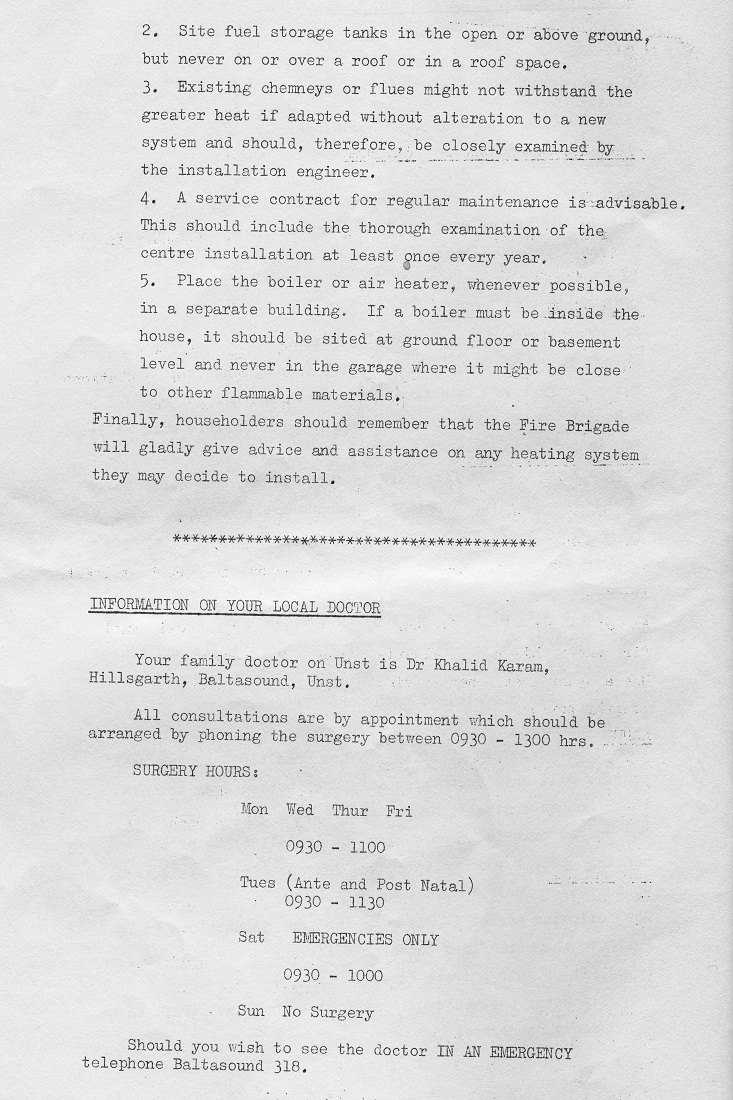 2. Site fuel storage tanks in the open or above ground,
but never on or over a roof or in a roof space.
3. Existing chemneys or flues might not withstand the
greater heat if adapted without alteration to a new
system and should, therefore, be closely examined by
the installation engineer.
4. A service contract for regular maintenance is advisable.
This should include the thorough examination of the
centre installation at least once every year.
5. Place the boiler or air heater, whenever possible,
in a separate building. If a boiler must be inside the
house, it should be sited at ground floor or basement
level and never in the garage where it might be close
to other flammable materials.
Finally, householders should remember that the Fire Brigade
will gladly give advice and assistance on any heating system
they may decide to install.
****************************************
INFORMATION ON YOUR LOCAL DOCTOR
Your family doctor on Unst is Dr Khalid Karam,
Hillsgarth, Baltasound, Unst.
All consultations are by appointment which should be
arranged by phoning the surgery between 0930 - 1300 hrs.
SURGERY HOURS:
Mon Wed Thur Fri
0930 - 1100
Tues (Ante and Post Natal)
0930 - 1130
Sat EMERGENCIES ONLY
0930 - 1000
Sun No Surgery
Should you wish to see the doctor IN AN EMERGENCY
telephone Baltasound 318.